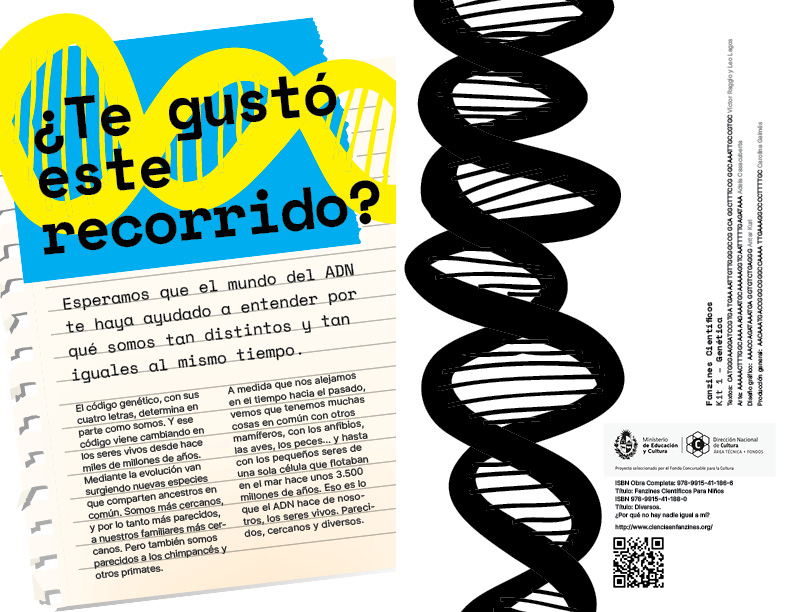 ¿Te gustó
este
recorrido?
Esperamos que el mundo del ADN
te haya ayudado a entender por
qué somos tan distintos y tan
iguales al mismo tiempo.
El código genético, con sus
cuatro letras, determina en
parte como somos. Y ese
código viene cambiando en
los seres vivos desde hace
miles de millones de años.
Mediante la evolución van
surgiendo nuevas especies
que comparten ancestros en
común. Somos más cercanos,
y por lo tanto más parecidos,
a nuestros familiares más cer-
canos. Pero también somos
parecidos a los chimpancés y
otros primates.
A medida que nos alejamos
en el tiempo hacia el pasado,
vemos que tenemos muchas
cosas en común con otros
mamíferos, con los anfibios,
las aves, los peces... y hasta
con los pequeños seres de
una sola célula que flotaban
en el mar hace unos 3.500
millones de años. Eso es lo
que el ADN hace de noso-
tros, los seres vivos. Pareci-
dos, cercanos y diversos.
Fanzines Científicos
Kit 1 - Genética
Textos: Víctor Raggio y Leo Lagos
Arte: Adela Casacuberta
Diseño gráfico: Antar Kuri
Producción general: Carolina Galmés
Ministerio
de Educación
y Cultura
Dirección Nacional
de Cultura
ÁREA TÉCNICA • FONDOS
Proyecto seleccionado por el Fondo Concursable para la Cultura
ISBN Obra Completa: 978-9915-41-186-6
Título: Fanzines Científicos Para Niños
ISBN 978-9915-41-188-0
Título: Diversos.
¿Por qué no hay nadie igual a mí?
http://www.cienciaenfanzines.org/